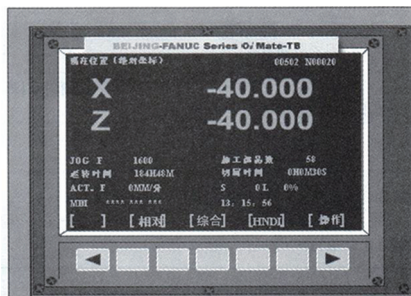 BEIJING-FANUC Series Oi Mate-TB
现在位置(绝对坐标) 00502 N00020
X -40.000
Z -40.000
JOG F 1600 加工部品数 58
运转时间 184H48M 切削时间 0H0M30S
ACT. F 0MM/分 S 0L 0%
MDI **** *** *** 13:15:56
[ ] [相对] [综合] [HNDL] [操作]